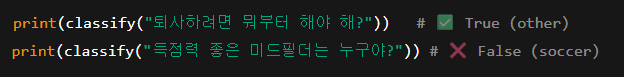 print(classify("퇴사하려면 뭐부터 해야 해?"))   # ✅ True (other)
print(classify("득점력 좋은 미드필더는 누구야?")) # ❌ False (soccer)